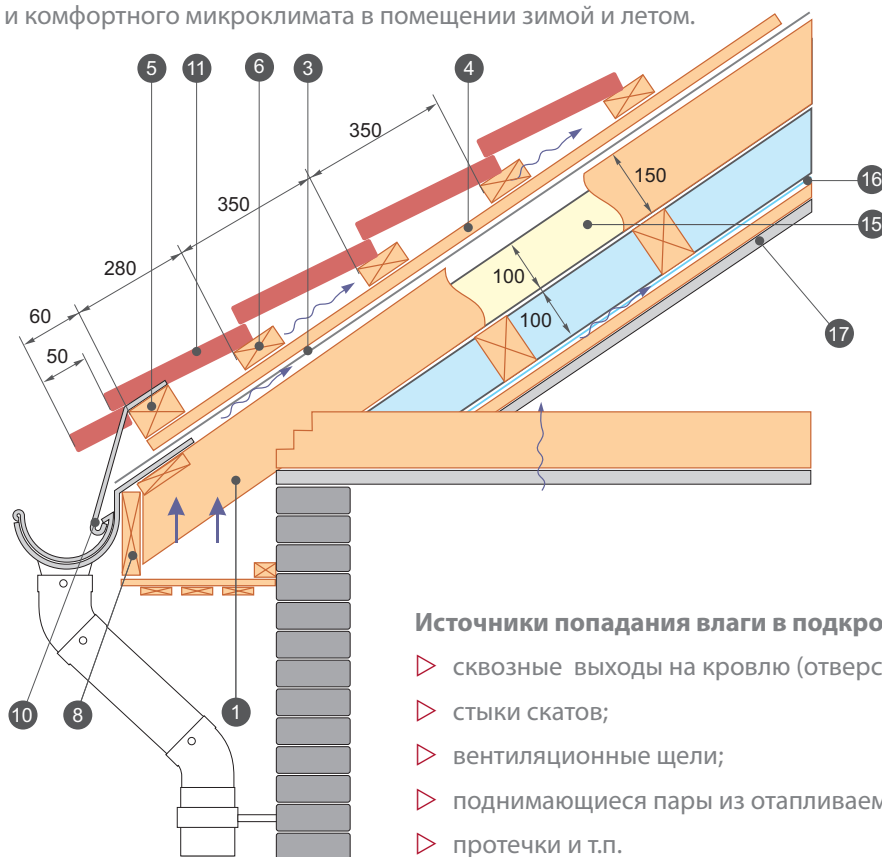 и комфортного микроклимата в помещении зимой и летом.
5
11
6
3
4
350
350
280
60
50
150
100
100
16
15
17
10
8
1
Источники попадания влаги в подкро
сквозные выходы на кровлю (отверс
стыки скатов;
вентиляционные щели;
поднимающиеся пары из отапливаем
протечки и т.п.